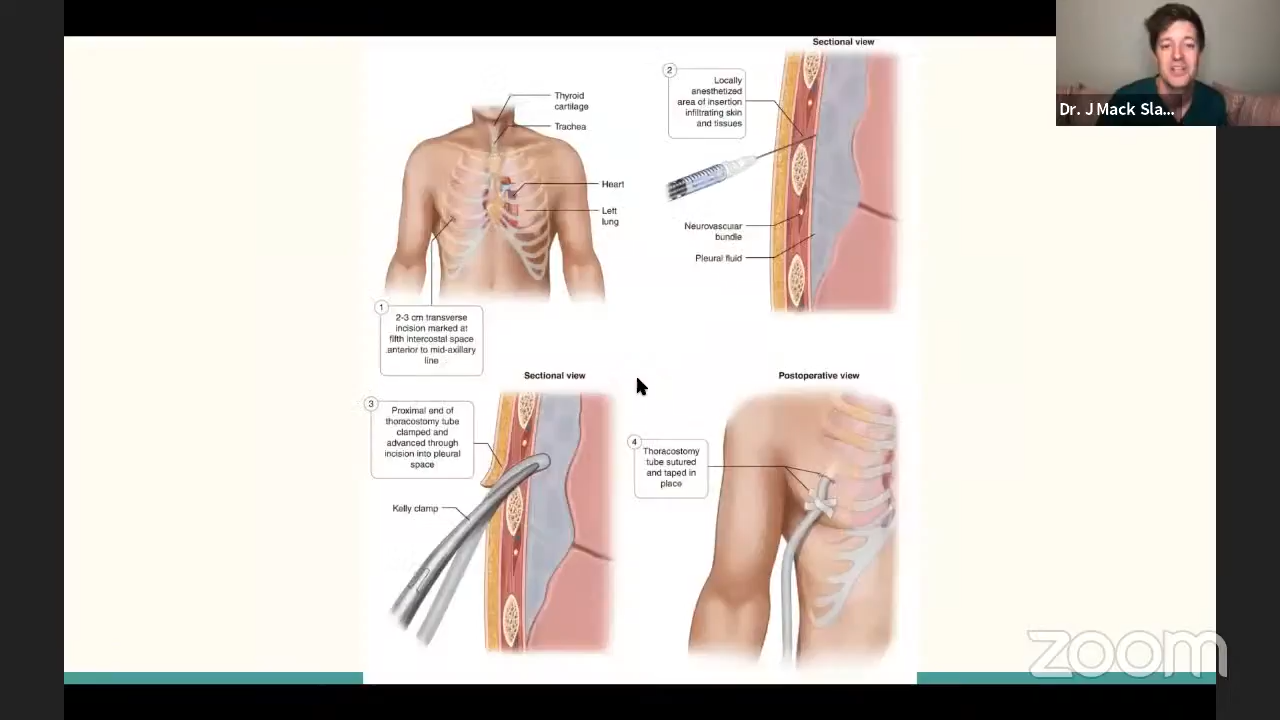 Sectional view
Dr. J Mack Sla...
Thyroid
cartilage
Trachea
Heart
Left
lung
1
2-3 cm transverse
incision marked at
fifth intercostal space
anterior to mid-axillary
line
2
Locally
anesthetized
area of insertion
infiltrating skin
and tissues
Neurovascular
bundle
Pleural fluid
Sectional view
3
Proximal end of
thoracostomy tube
clamped and
advanced through
incision into pleural
space
Kelly clamp
Postoperative view
4
Thoracostomy
tube sutured
and taped in
place
zoom